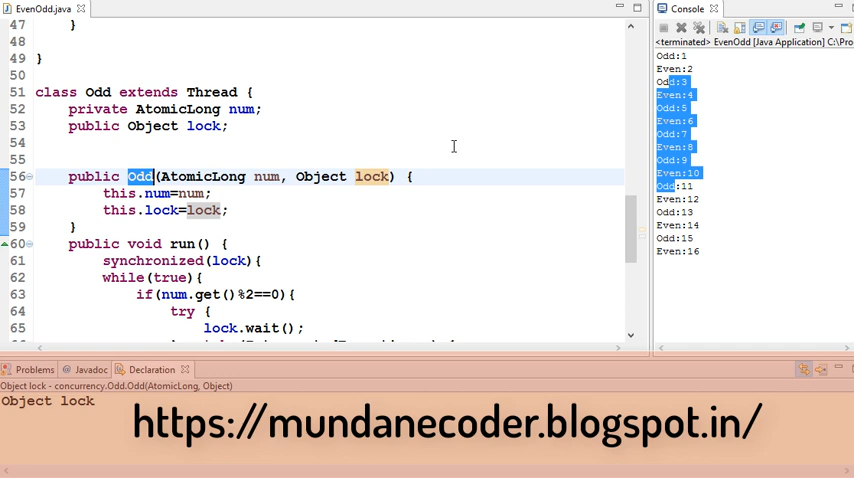 EvenOdd.java
47 }
48
49 }
50
51 class Odd extends Thread {
52 private AtomicLong num;
53 public Object lock;
54
55
56 public Odd(AtomicLong num, Object lock) {
57 this.num=num;
58 this.lock=lock;
59 }
60 public void run() {
61 synchronized(lock){
62 while(true){
63 if(num.get()%2==0){
64 try {
65 lock.wait();
Console
<terminated> EvenOdd [Java Application] C:\Pro
Odd:1
Even:2
Odd:3
Even:4
Odd:5
Even:6
Odd:7
Even:8
Odd:9
Even:10
Odd:11
Even:12
Odd:13
Even:14
Odd:15
Even:16
Problems Javadoc Declaration
Object lock - concurrency.Odd.Odd(AtomicLong, Object)
Object lock
https://mundanecoder.blogspot.in/